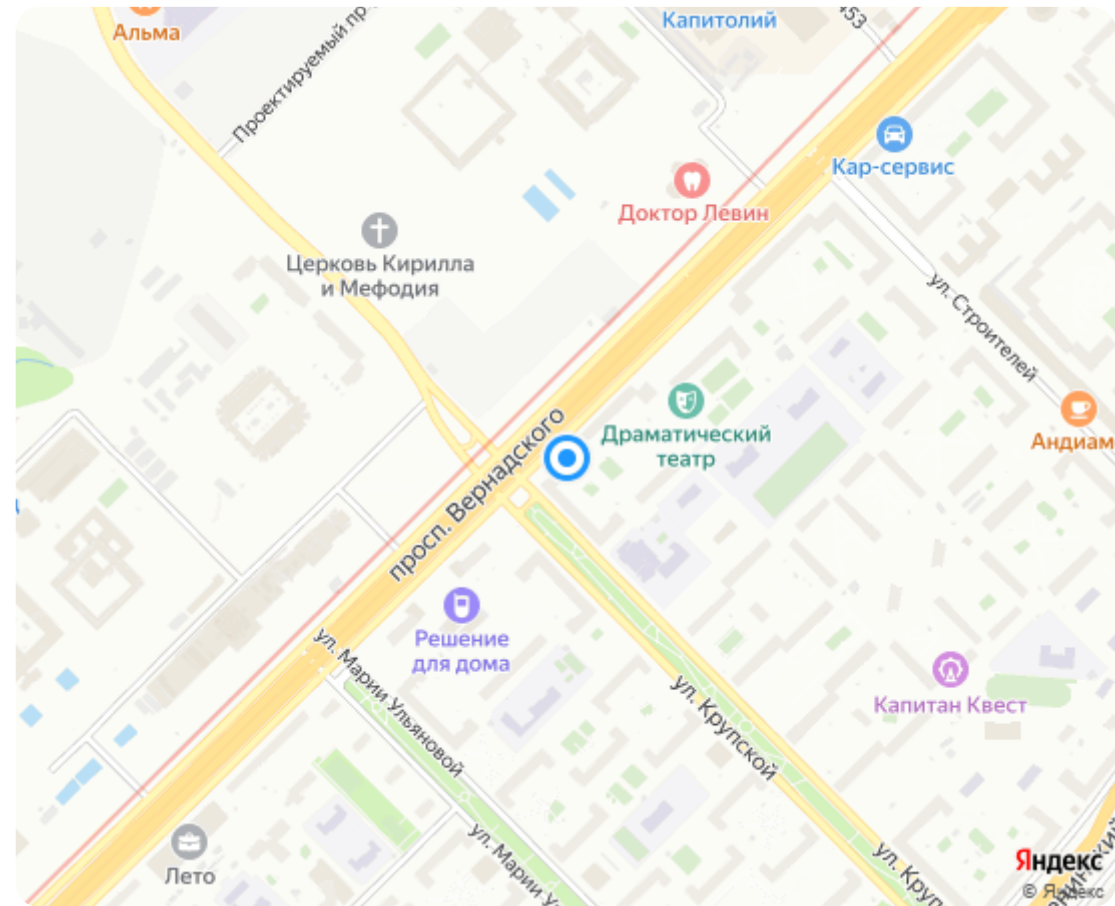 Альма
Проектируемый пр.
Капитолий
453
Кар-сервис
Доктор Левин
Церковь Кирилла
и Мефодия
ул. Строителей
Драматический
театр
Андиам
просп. Вернадского
Решение
для дома
ул. Марии Ульяновой
ул. Крупской
Капитан Квест
Лето
ул. Марии У
ул. Круп
Яндекс
© Яндекс